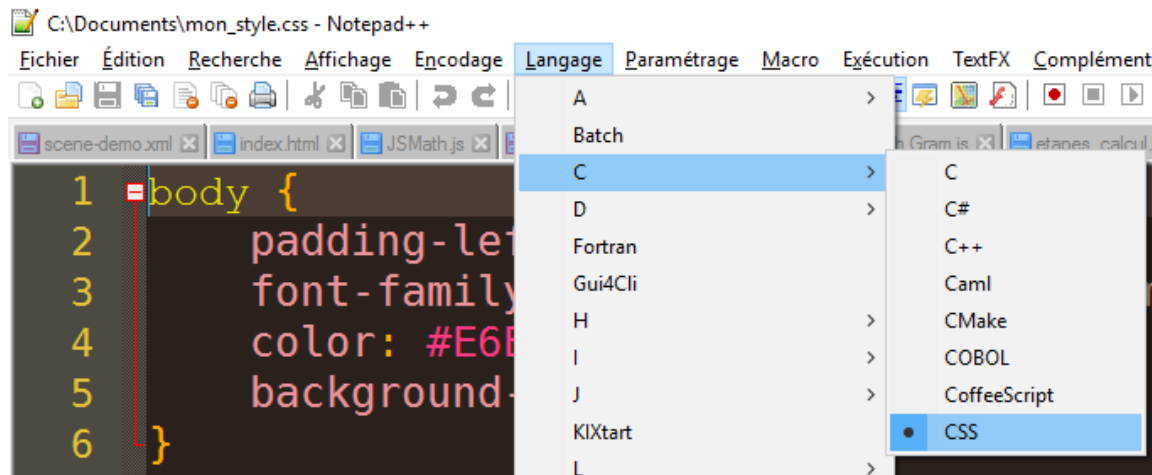 C:\Documents\mon_style.css - Notepad++
Fichier Édition Recherche Affichage Encodage Langage Paramétrage Macro Exécution TextFX Complément
scene-demo.xml index.html JSMath.js Gram.js etapes_calcul
A
Batch
C
D
Fortran
Gui4Cli
H
I
J
KIXtart
L
C
C#
C++
Caml
CMake
COBOL
CoffeeScript
CSS
1 body {
2 padding-lef
3 font-family
4 color: #E6E
5 background-
6 }